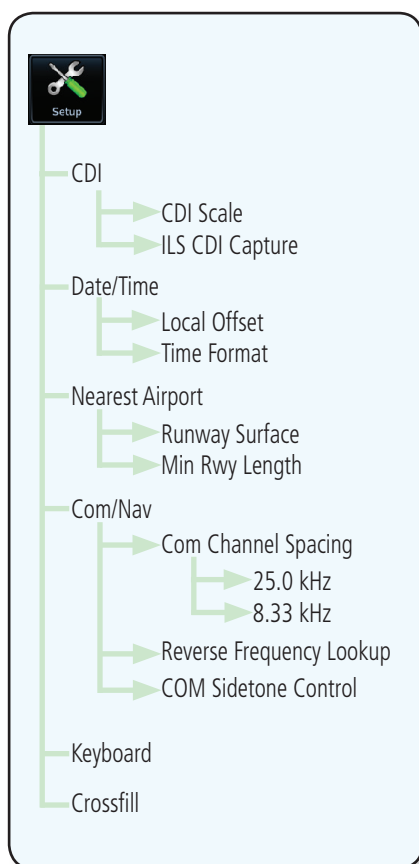 Setup
CDI
CDI Scale
ILS CDI Capture
Date/Time
Local Offset
Time Format
Nearest Airport
Runway Surface
Min Rwy Length
Com/Nav
Com Channel Spacing
25.0 kHz
8.33 kHz
Reverse Frequency Lookup
COM Sidetone Control
Keyboard
Crossfill